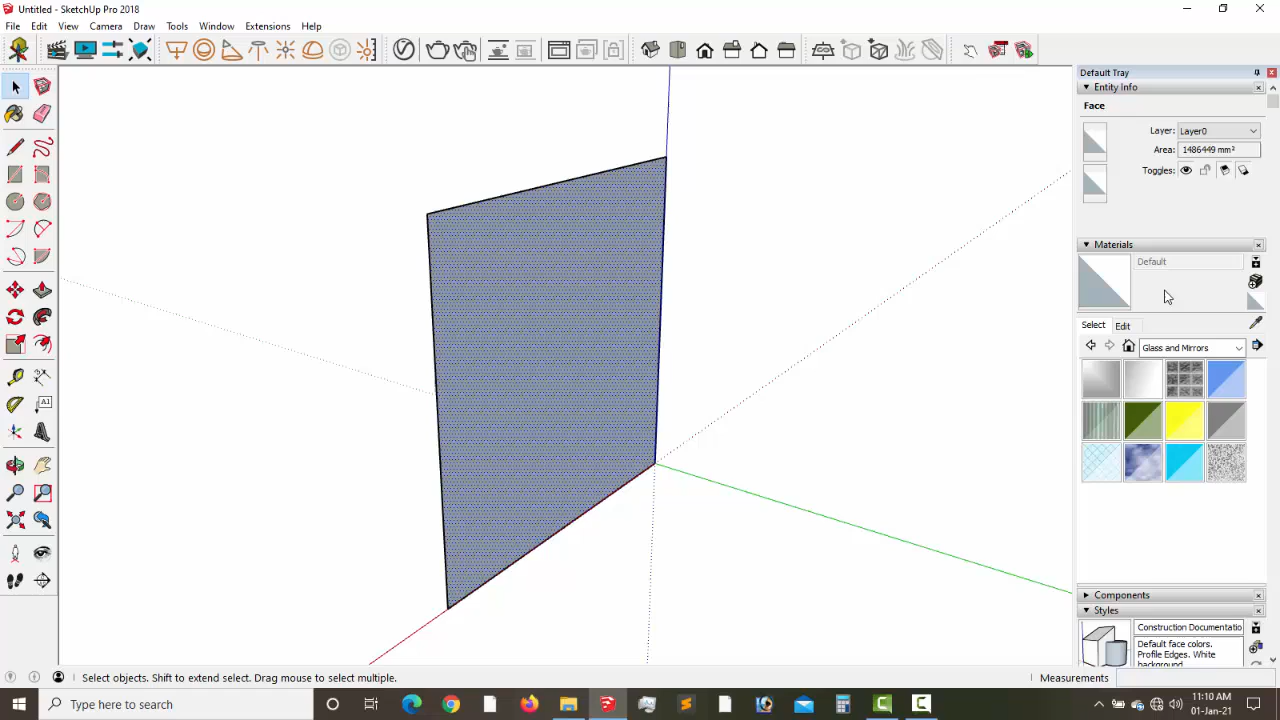 Untitled - SketchUp Pro 2018
File Edit View Camera Draw Tools Window Extensions Help
Default Tray
Entity Info
Face
Layer: Layer0
Area: 1486449 mm²
Toggles:
Materials
Default
Select Edit
Glass and Mirrors
A1
Components
Styles
Construction Documentatio
Default face colors.
Profile Edges. White
background.
Select objects. Shift to extend select. Drag mouse to select multiple.
Measurements
Type here to search
11:10 AM
01-Jan-21